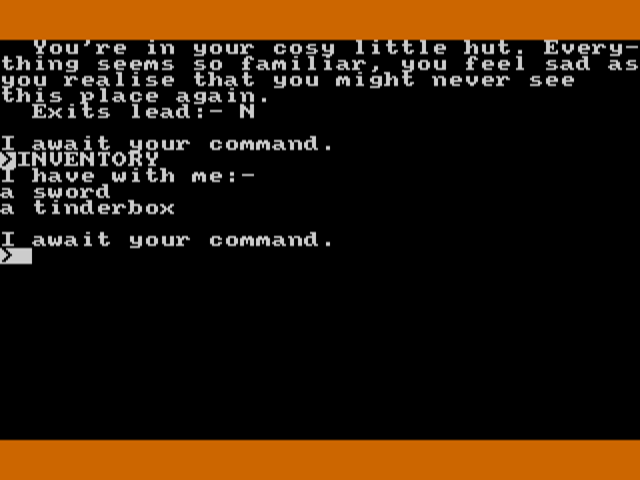 You're in your cosy little hut. Every-
thing seems so familiar, you feel sad as
you realise that you might never see
this place again.
Exits lead:- N
I await your command.
>INVENTORY
I have with me:-
a sword
a tinderbox
I await your command.
>